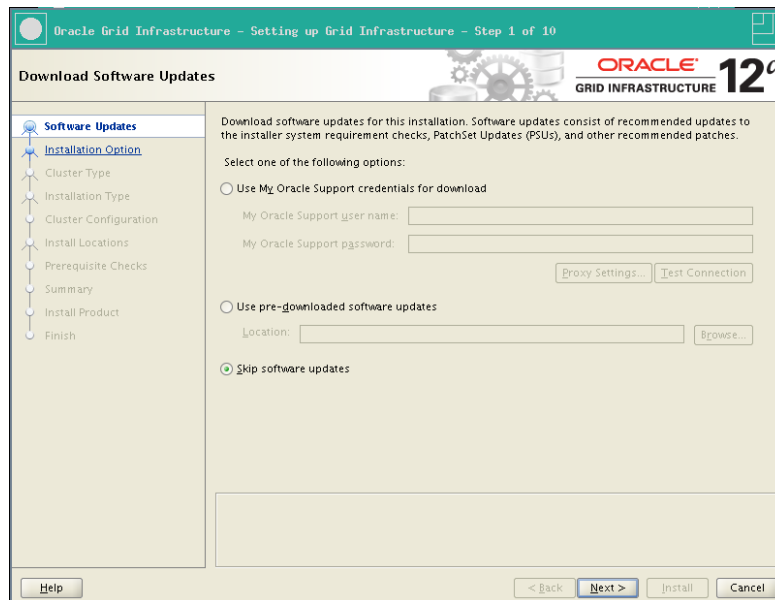 Oracle Grid Infrastructure - Setting up Grid Infrastructure - Step 1 of 10
Download Software Updates
ORACLE
GRID INFRASTRUCTURE
12c
Software Updates
Installation Option
Cluster Type
Installation Type
Cluster Configuration
Install Locations
Prerequisite Checks
Summary
Install Product
Finish
Download software updates for this installation. Software updates consist of recommended updates to
the installer system requirement checks, PatchSet Updates (PSUs), and other recommended patches.
Select one of the following options:
Use My Oracle Support credentials for download
My Oracle Support user name:
My Oracle Support password:
Proxy Settings... Test Connection
Use pre-downloaded software updates
Location: Browse...
Skip software updates
Help < Back Next > Install Cancel